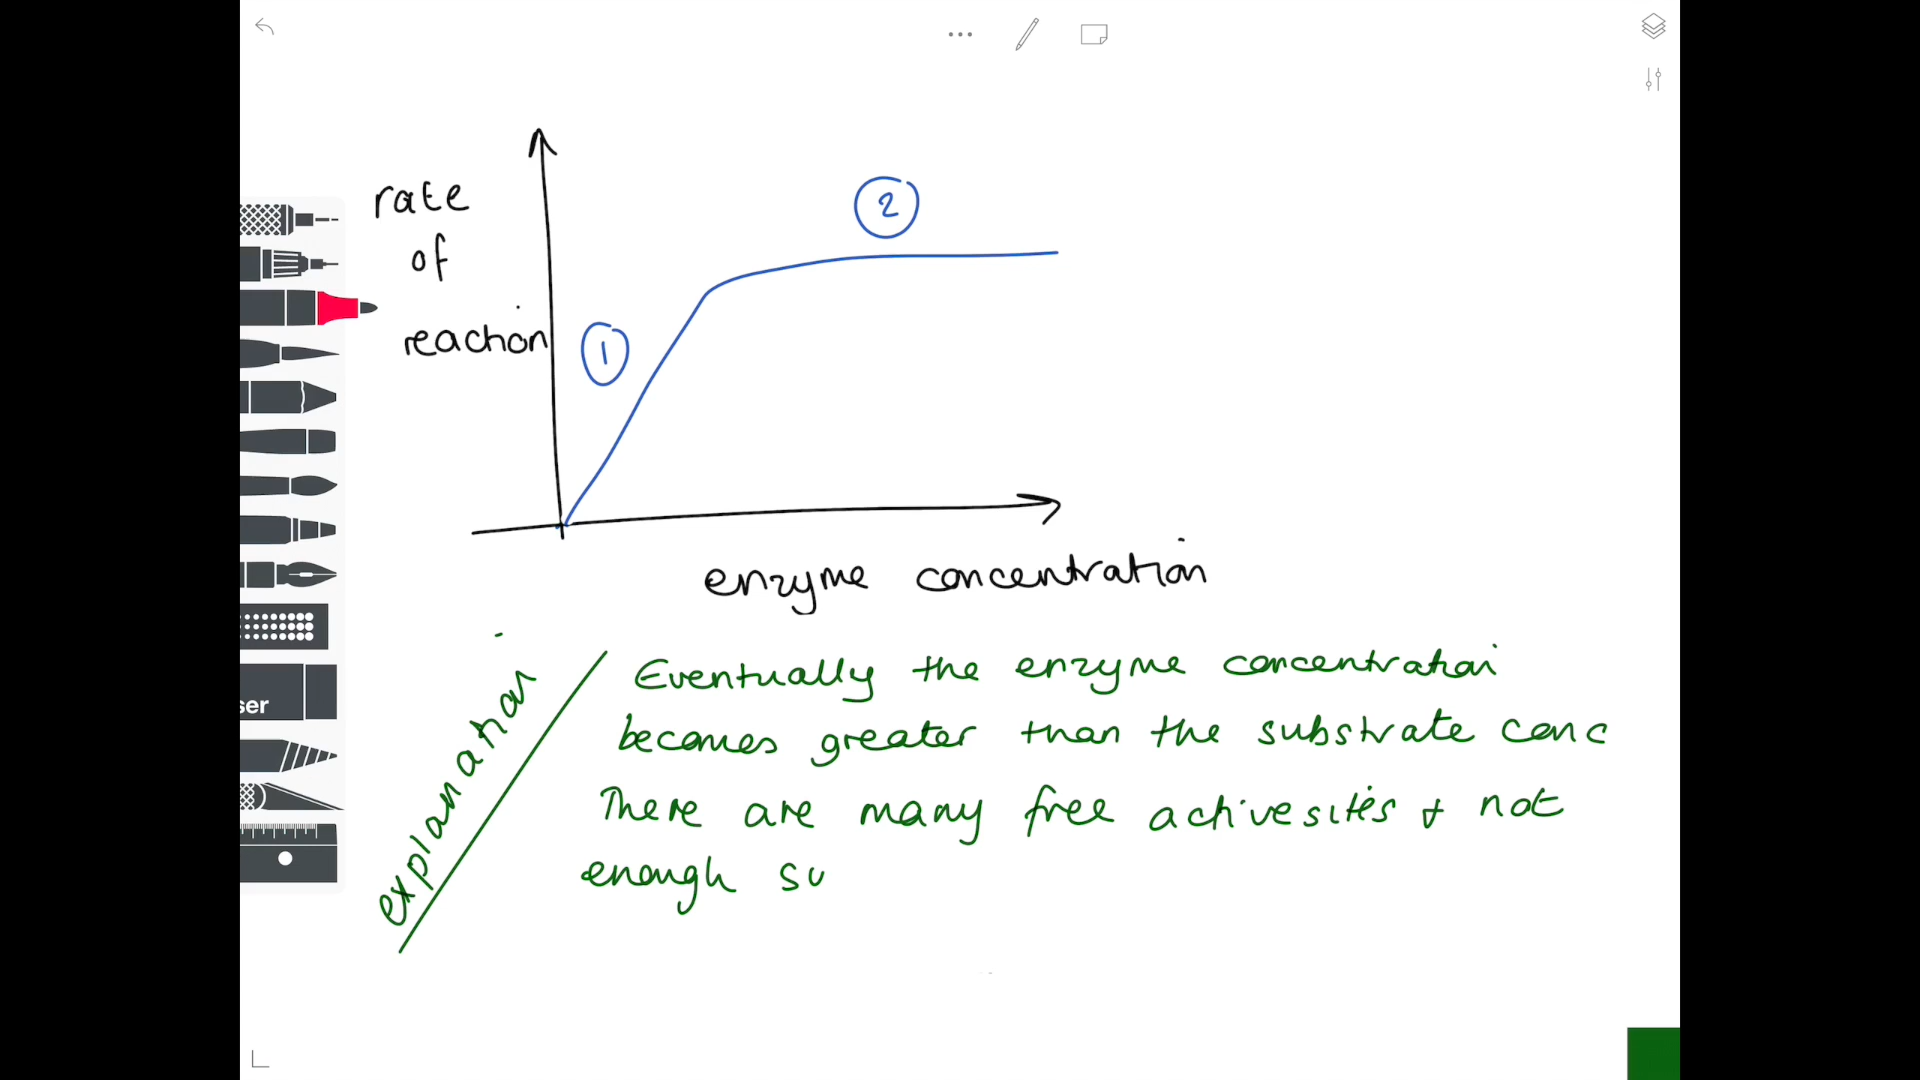 rate
of
reaction
1
2
enzyme concentration
explanation
Eventually the enzyme concentration
becomes greater than the substrate conc
There are many free active sites + not
enough su
ser